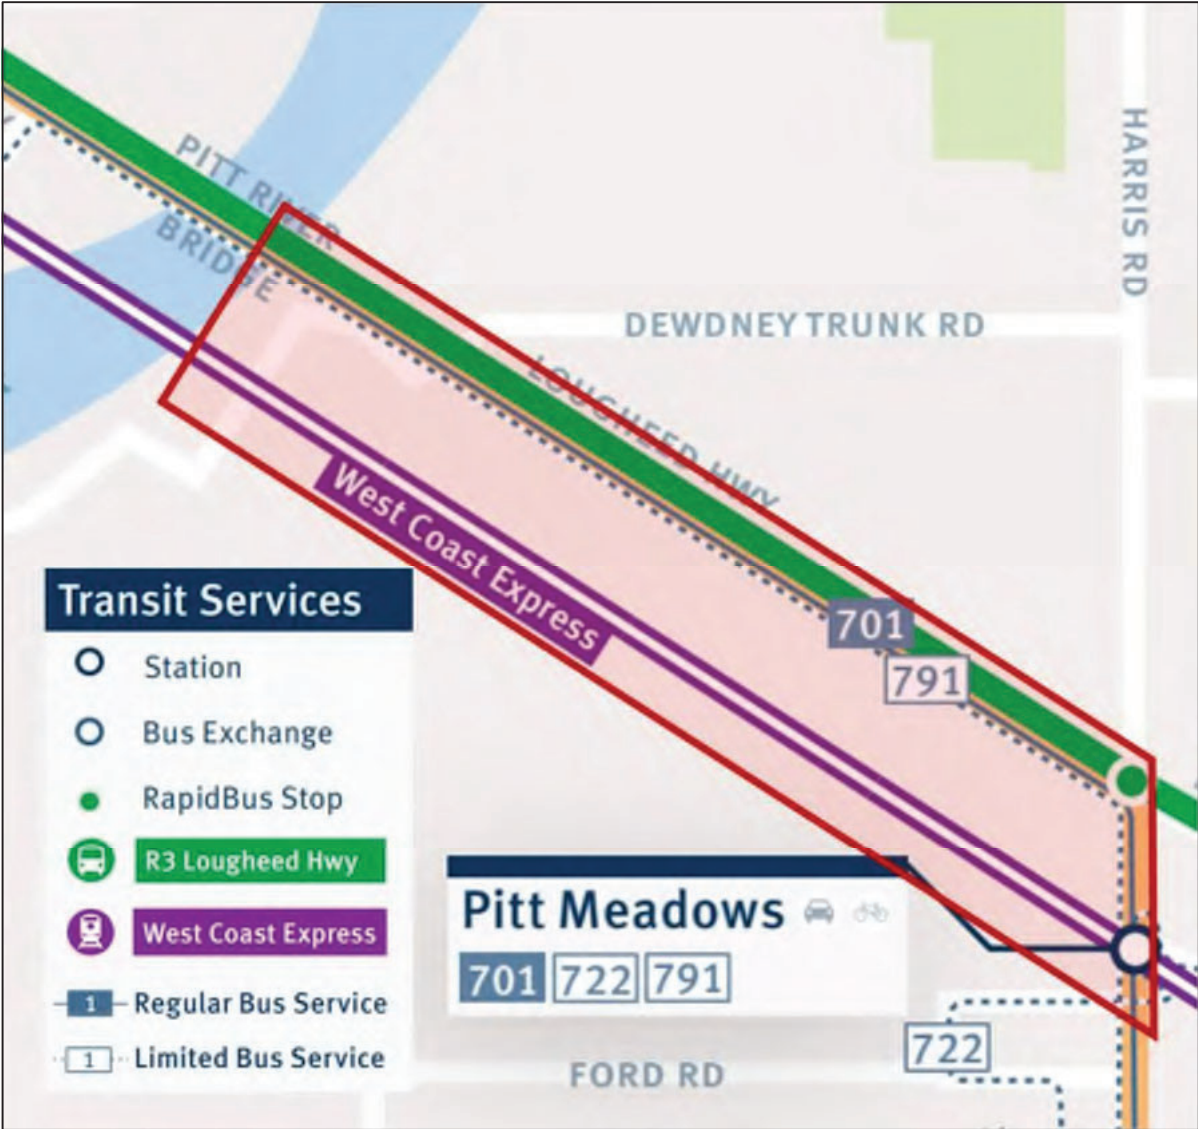 PITT RIVER
BRIDGE
HARRIS RD
DEWDNEY TRUNK RD
LOUGHEED HWY
West Coast Express
701
791
Transit Services
Station
Bus Exchange
RapidBus Stop
R3 Lougheed Hwy
West Coast Express
1 Regular Bus Service
1 Limited Bus Service
Pitt Meadows
701 722 791
722
FORD RD